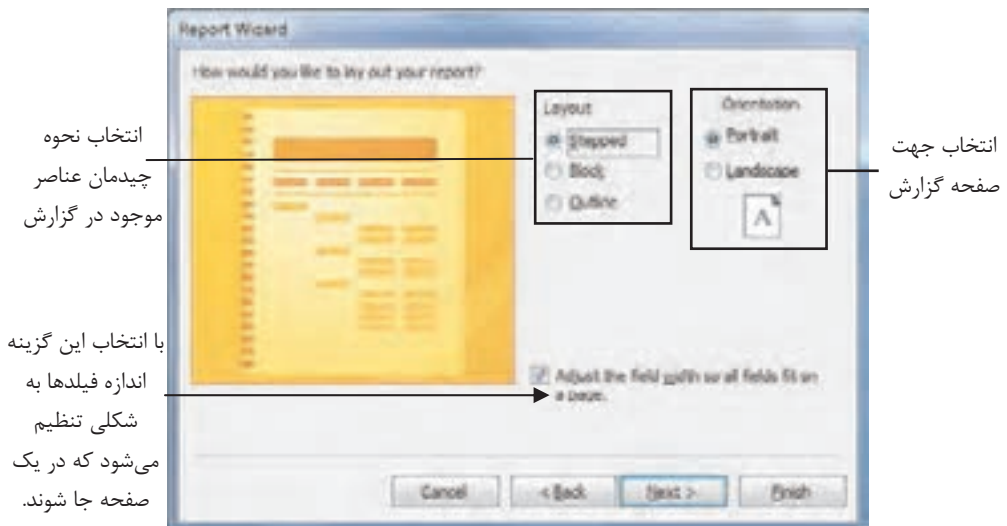 Report Wizard
How would you like to lay out your report?
Layout
Stepped
Block
Outline
Orientation
Portrait
Landscape
A
Adjust the field width so all fields fit on
a page.
Cancel
< Back
Next >
Finish
انتخاب نحوه
چیدمان عناصر
موجود در گزارش
انتخاب جهت
صفحه گزارش
با انتخاب این گزینه
اندازه فیلدها به
شکلی تنظیم
می‌شود که در یک
صفحه جا شوند.